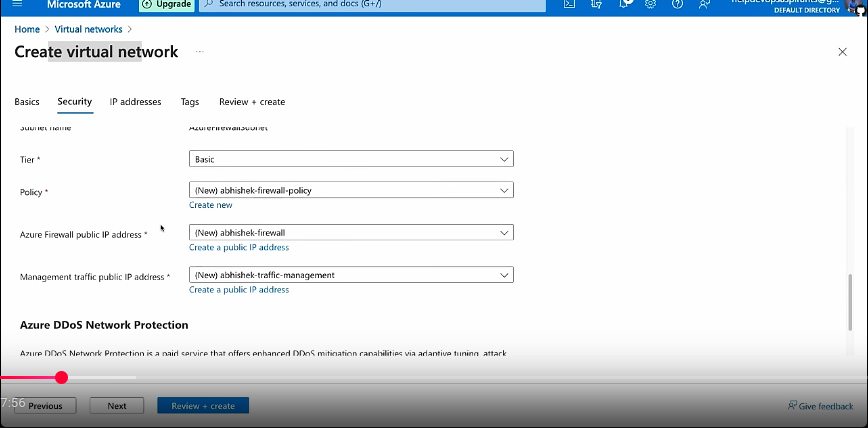 Microsoft Azure
Upgrade
Search resources, services, and docs (G+/)
DEFAULT DIRECTORY
Home > Virtual networks >
Create virtual network ...
Basics Security IP addresses Tags Review + create
Subnet name AzureFirewallSubnet
Tier * Basic
Policy * (New) abhishek-firewall-policy
Create new
Azure Firewall public IP address * (New) abhishek-firewall
Create a public IP address
Management traffic public IP address * (New) abhishek-traffic-management
Create a public IP address
Azure DDoS Network Protection
Azure DDoS Network Protection is a paid service that offers enhanced DDoS mitigation capabilities via adaptive tuning, attack
7:56
Previous Next Review + create Give feedback